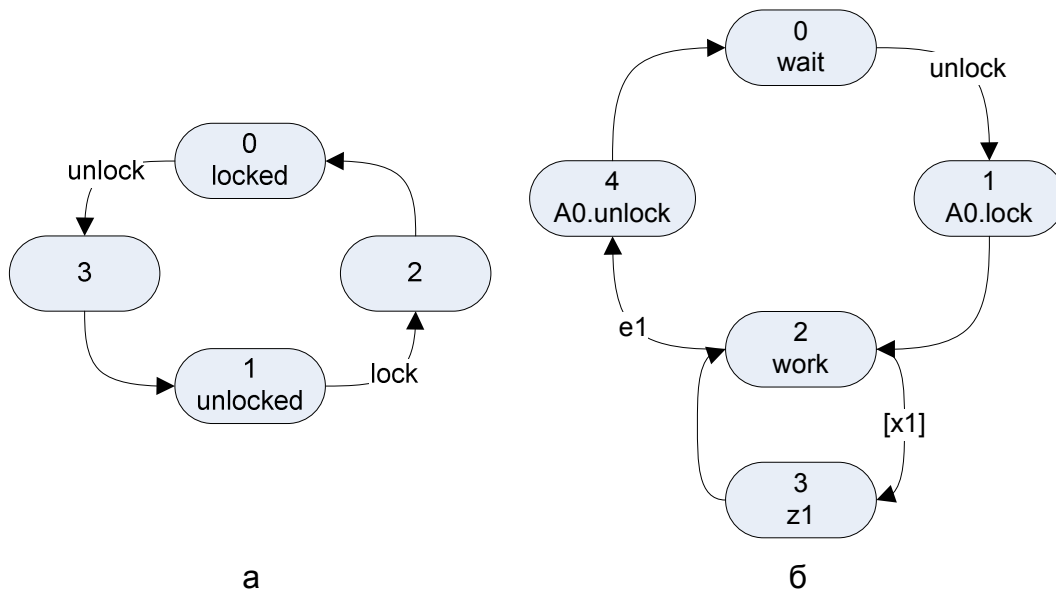 0
locked
unlock
3
2
1
unlocked
lock
а
0
wait
unlock
4
A0.unlock
1
A0.lock
e1
2
work
[x1]
3
z1
б